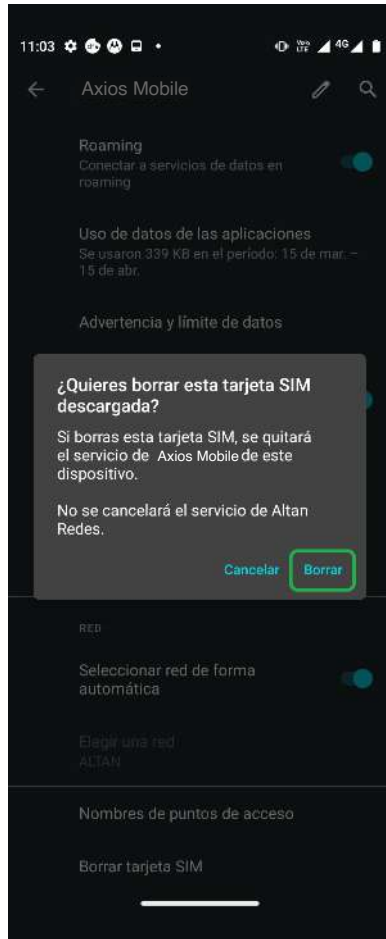 11:03
VoLTE 4G
Axios Mobile
Roaming
Conectar a servicios de datos en
roaming
Uso de datos de las aplicaciones
Se usaron 339 KB en el período: 15 de mar. –
15 de abr.
Advertencia y límite de datos
¿Quieres borrar esta tarjeta SIM
descargada?
Si borras esta tarjeta SIM, se quitará
el servicio de Axios Mobile de este
dispositivo.
No se cancelará el servicio de Altan
Redes.
Cancelar Borrar
RED
Seleccionar red de forma
automática
Elegir una red
ALTAN
Nombres de puntos de acceso
Borrar tarjeta SIM